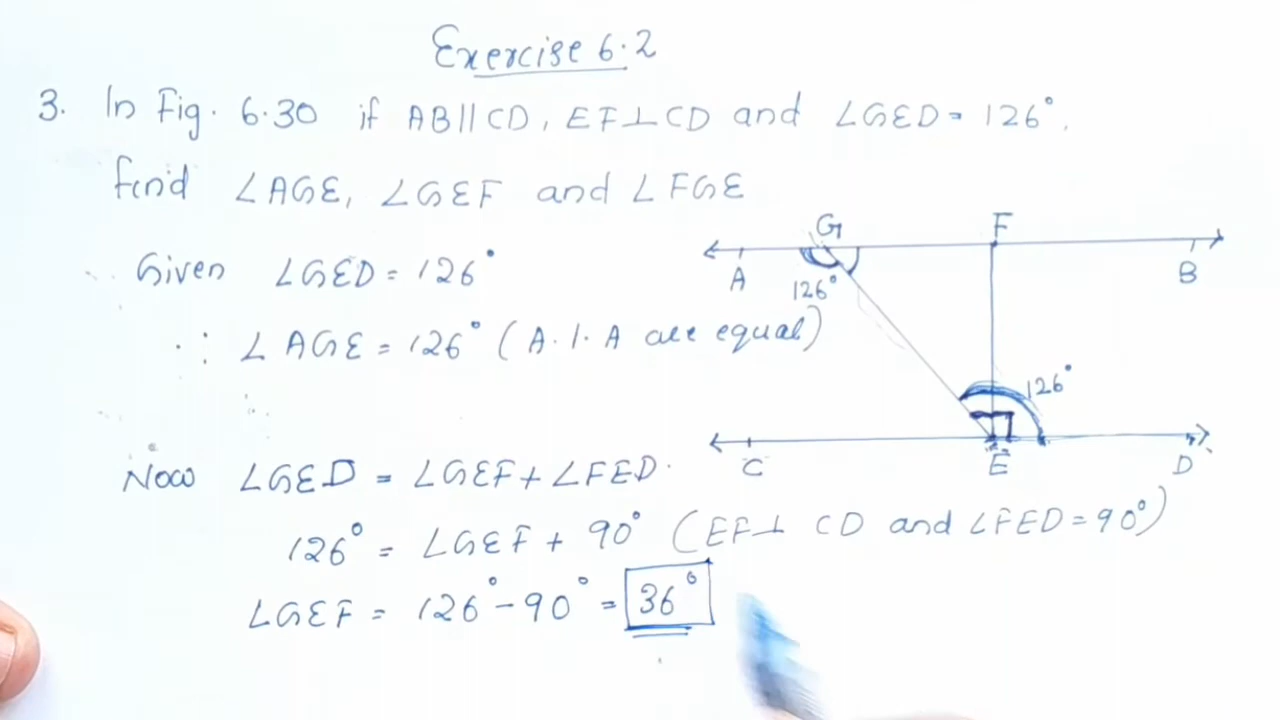 Exercise 6.2
3. In Fig. 6.30 if AB||CD, EF⊥CD and ∠GED = 126°.
find ∠AGE, ∠GEF and ∠FGE
Given ∠GED = 126°
∴ ∠AGE = 126° (A.I.A are equal)
Now ∠GED = ∠GEF + ∠FED.
126° = ∠GEF + 90° (EF⊥ CD and ∠FED = 90°)
∠GEF = 126° - 90° = 36°
G F
A B
126°
126°
C E D